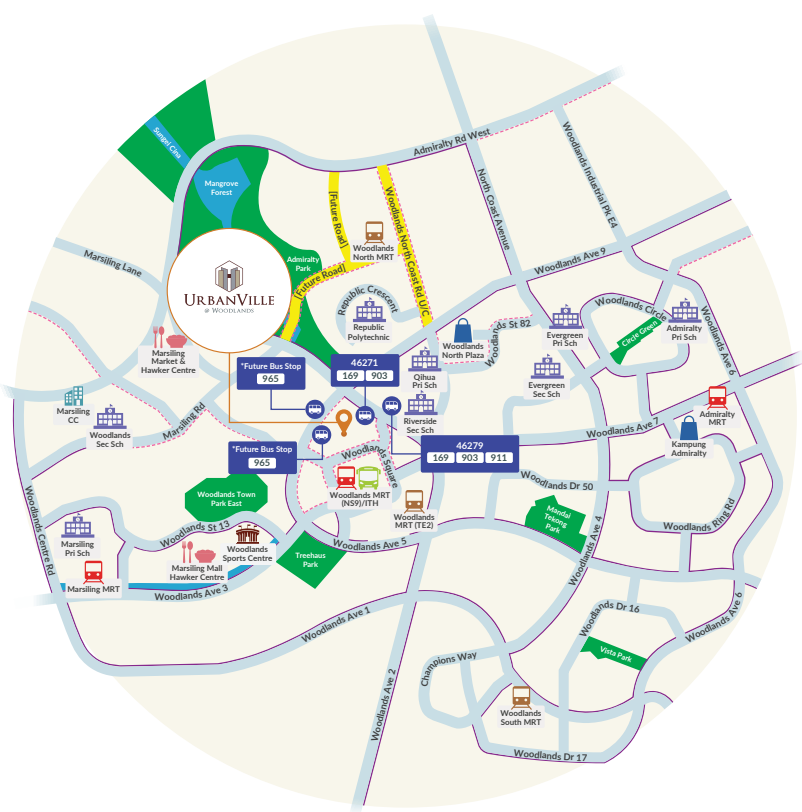 Admiralty Rd West
Sungei Cina
Mangrove
Forest
Woodlands Industrial Pk E4
North Coast Avenue
[Future Road]
Woodlands North Coast Rd U/C
Woodlands
North MRT
Marsiling Lane
Admiralty
Park
[Future Road]
Woodlands Ave 9
URBANVILLE
@ WOODLANDS
Republic Crescent
Republic
Polytechnic
Woodlands Circle
Admiralty
Pri Sch
Circle Green
Woodlands Ave 6
Woodlands St 82
Evergreen
Pri Sch
Woodlands
North Plaza
Marsiling
Market &
Hawker Centre
*Future Bus Stop
965
46271
169 903
Qihua
Pri Sch
Evergreen
Sec Sch
Marsiling
CC
Woodlands
Sec Sch
Marsiling Rd
Riverside
Sec Sch
Admiralty
MRT
Woodlands Ave 7
Kampung
Admiralty
*Future Bus Stop
965
Woodlands Square
46279
169 903 911
Woodlands MRT
(NS9)/ITH
Woodlands
MRT (TE2)
Woodlands Dr 50
Woodlands Town
Park East
Mandai
Tekong
Park
Woodlands Ring Rd
Woodlands Centre Rd
Marsiling
Pri Sch
Woodlands St 13
Woodlands
Sports Centre
Woodlands Ave 5
Treehaus
Park
Woodlands Ave 4
Marsiling Mall
Hawker Centre
Marsiling MRT
Woodlands Ave 3
Woodlands Ave 1
Woodlands Dr 16
Woodlands Ave 6
Vista Park
Champions Way
Woodlands Ave 2
Woodlands
South MRT
Woodlands Dr 17